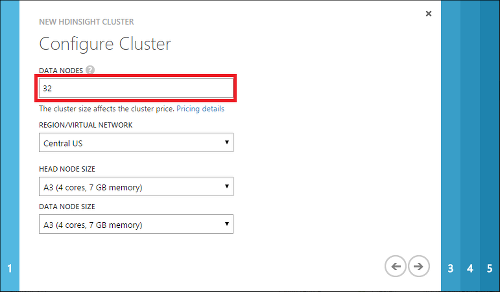 NEW HDINSIGHT CLUSTER
Configure Cluster
DATA NODES ?
32
The cluster size affects the cluster price. Pricing details
REGION/VIRTUAL NETWORK
Central US
HEAD NODE SIZE
A3 (4 cores, 7 GB memory)
DATA NODE SIZE
A3 (4 cores, 7 GB memory)
1
3 4 5